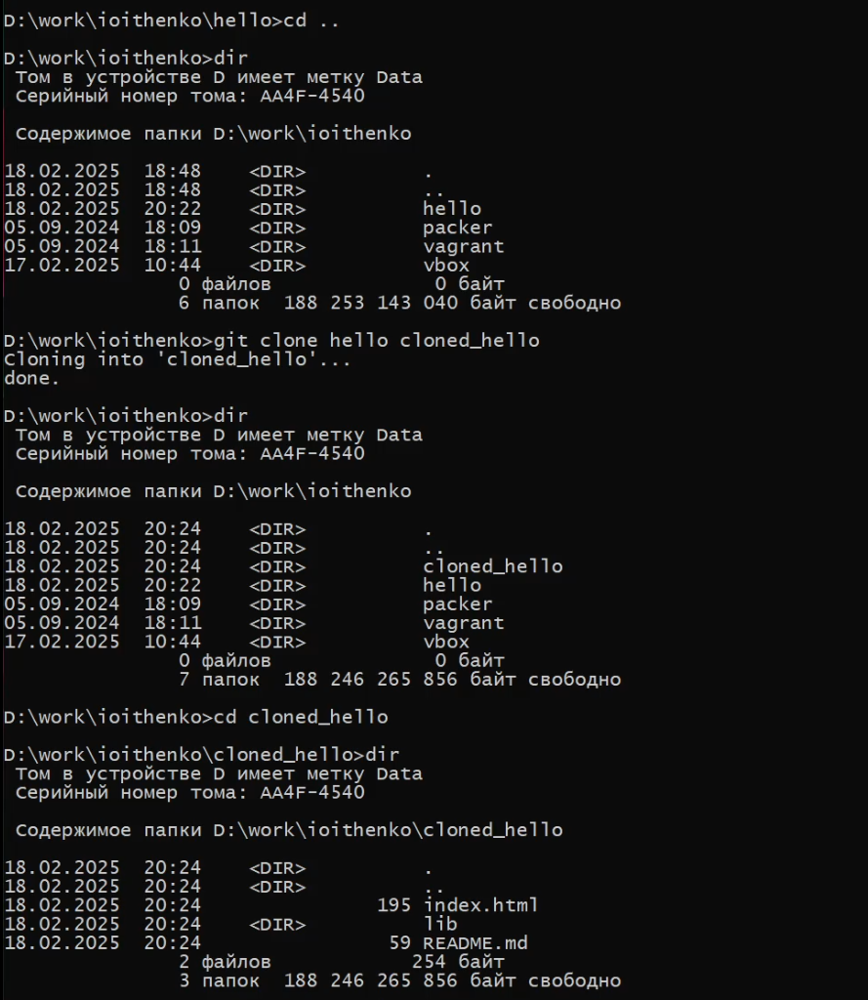 D:\work\ioithenko\hello>cd ..
D:\work\ioithenko>dir
Том в устройстве D имеет метку Data
Серийный номер тома: AA4F-4540
Содержимое папки D:\work\ioithenko
18.02.2025  18:48    <DIR>          .
18.02.2025  18:48    <DIR>          ..
18.02.2025  20:22    <DIR>          hello
05.09.2024  18:09    <DIR>          packer
05.09.2024  18:11    <DIR>          vagrant
17.02.2025  10:44    <DIR>          vbox
0 файлов              0 байт
6 папок  188 253 143 040 байт свободно
D:\work\ioithenko>git clone hello cloned_hello
Cloning into 'cloned_hello'...
done.
D:\work\ioithenko>dir
Том в устройстве D имеет метку Data
Серийный номер тома: AA4F-4540
Содержимое папки D:\work\ioithenko
18.02.2025  20:24    <DIR>          .
18.02.2025  20:24    <DIR>          ..
18.02.2025  20:24    <DIR>          cloned_hello
18.02.2025  20:22    <DIR>          hello
05.09.2024  18:09    <DIR>          packer
05.09.2024  18:11    <DIR>          vagrant
17.02.2025  10:44    <DIR>          vbox
0 файлов              0 байт
7 папок  188 246 265 856 байт свободно
D:\work\ioithenko>cd cloned_hello
D:\work\ioithenko\cloned_hello>dir
Том в устройстве D имеет метку Data
Серийный номер тома: AA4F-4540
Содержимое папки D:\work\ioithenko\cloned_hello
18.02.2025  20:24    <DIR>          .
18.02.2025  20:24    <DIR>          ..
18.02.2025  20:24               195 index.html
18.02.2025  20:24    <DIR>          lib
18.02.2025  20:24                59 README.md
2 файлов            254 байт
3 папок  188 246 265 856 байт свободно